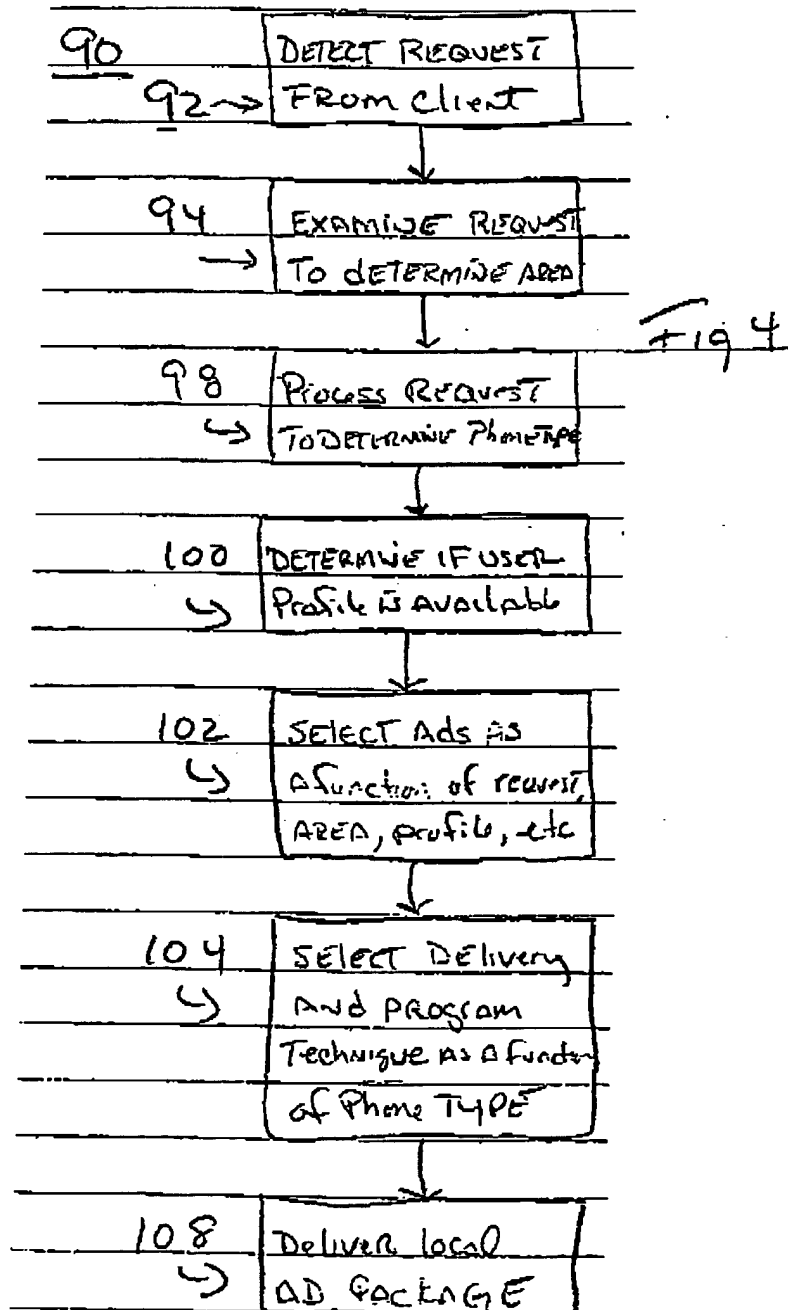 90
DETECT REQUEST
92 → FROM Client
94
EXAMINE REQUEST
→ TO dETERMINE AREA
Fig 4
98
Process REQUEST
TO DETERMINE Phone Type
100
DETERMINE IF USER
Profile is AVAilAble
102
SElECT Ads AS
A function of request,
AREA, profile, etc
104
SElECT DElivery
ANd PROGRAM
Technique AS A function
of Phone TYPE
108
DeliveR locAl
AD PACKAGE